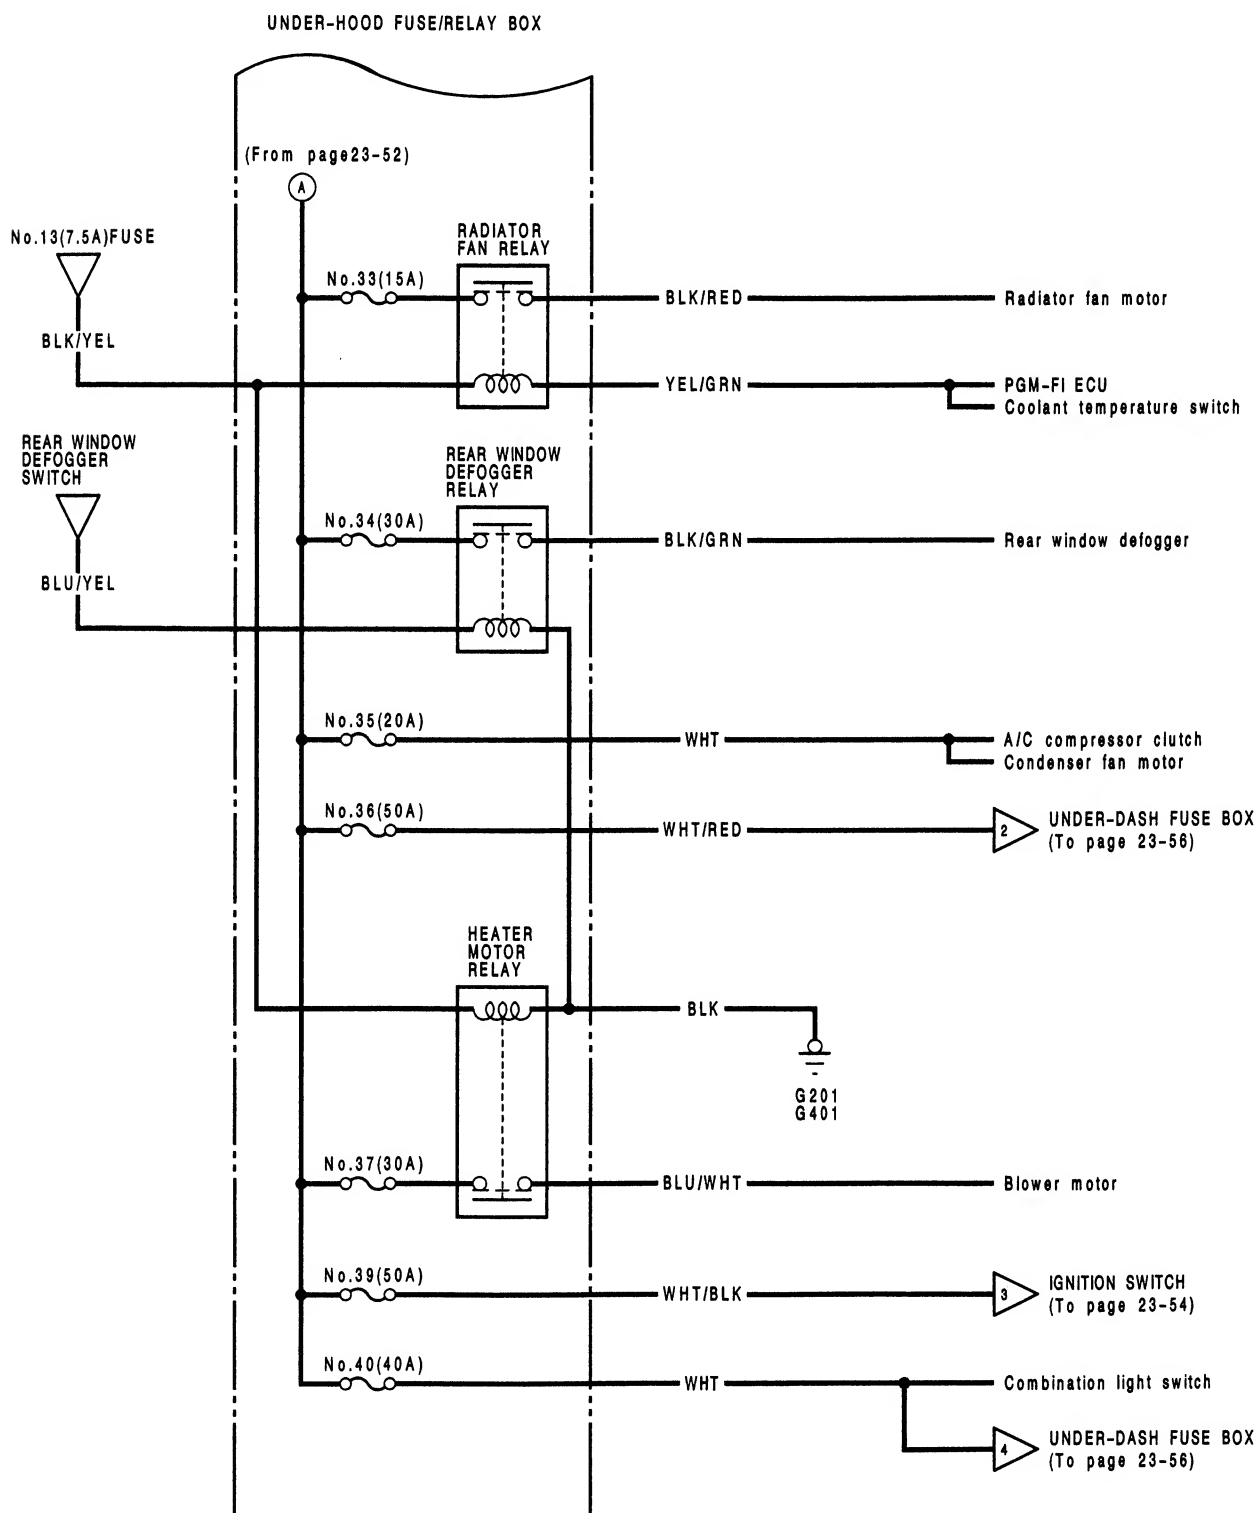 UNDER-HOOD FUSE/RELAY BOX
(From page23-52)
A
No.13(7.5A)FUSE
BLK/YEL
RADIATOR
FAN RELAY
No.33(15A)
BLK/RED
Radiator fan motor
YEL/GRN
PGM-FI ECU
Coolant temperature switch
REAR WINDOW
DEFOGGER
SWITCH
BLU/YEL
REAR WINDOW
DEFOGGER
RELAY
No.34(30A)
BLK/GRN
Rear window defogger
No.35(20A)
WHT
A/C compressor clutch
Condenser fan motor
No.36(50A)
WHT/RED
2
UNDER-DASH FUSE BOX
(To page 23-56)
HEATER
MOTOR
RELAY
BLK
G201
G401
No.37(30A)
BLU/WHT
Blower motor
No.39(50A)
WHT/BLK
3
IGNITION SWITCH
(To page 23-54)
No.40(40A)
WHT
Combination light switch
4
UNDER-DASH FUSE BOX
(To page 23-56)